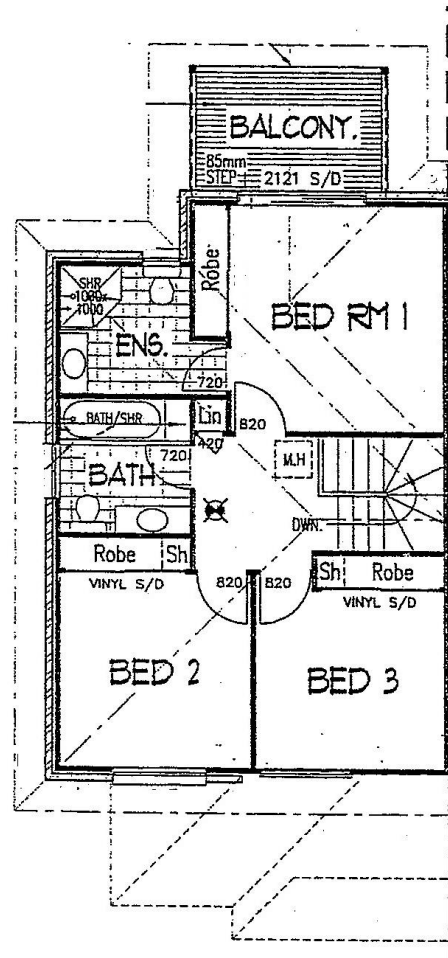 BALCONY.
85mm
STEP
2121 S/D
Robe
SHR
1000x
1000
BED RM 1
ENS.
720
BATH/SHR
Lin
420
820
720
M.H
BATH
DWN.
Robe
Sh
820
820
Sh
Robe
VINYL S/D
VINYL S/D
BED 2
BED 3